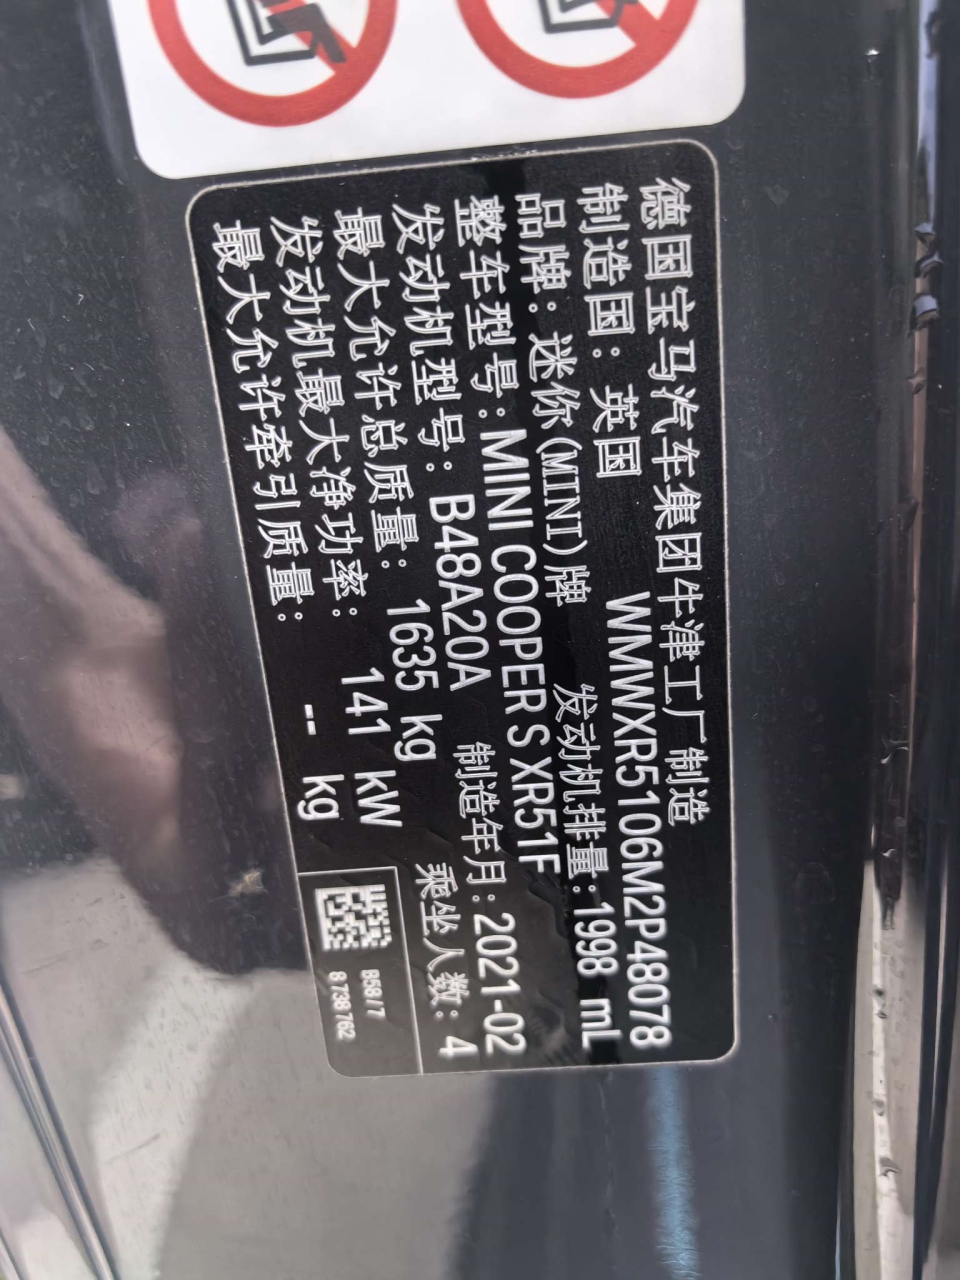 德国宝马汽车集团牛津工厂制造
制造国：英国 WMWXR5106M2P48078
品牌：迷你(MINI)牌 发动机排量：1998 mL
整车型号：MINI COOPER S XR51F
发动机型号：B48A20A 制造年月：2021-02
最大允许总质量：1635 kg 乘坐人数：4
发动机最大净功率：141 kW
最大允许牵引质量：-- kg
B58/7
8 738 762